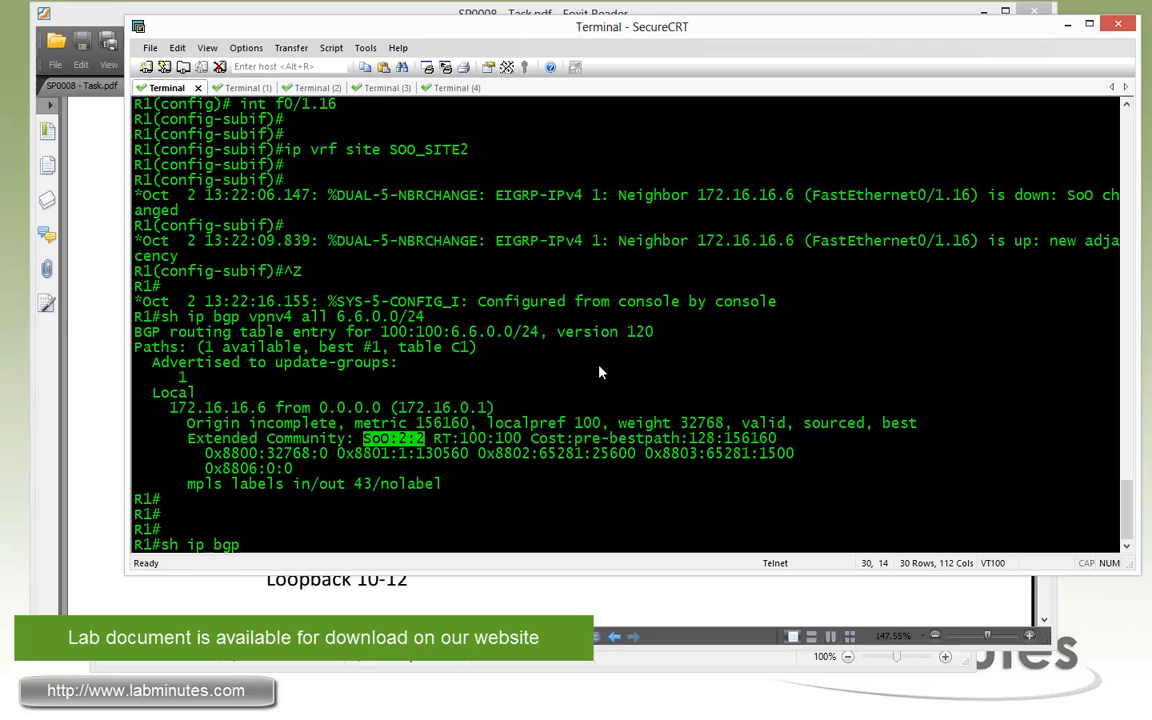 SP0008 - Task.pdf - Foxit Reader
Terminal - SecureCRT
File Edit View
SP0008 - Task.pdf
File Edit View Options Transfer Script Tools Help
Enter host <Alt+R>
Terminal Terminal (1) Terminal (2) Terminal (3) Terminal (4)
R1(config)# int f0/1.16
R1(config-subif)#
R1(config-subif)#
R1(config-subif)#ip vrf site SOO_SITE2
R1(config-subif)#
R1(config-subif)#
*Oct  2 13:22:06.147: %DUAL-5-NBRCHANGE: EIGRP-IPv4 1: Neighbor 172.16.16.6 (FastEthernet0/1.16) is down: SoO ch
anged
R1(config-subif)#
*Oct  2 13:22:09.839: %DUAL-5-NBRCHANGE: EIGRP-IPv4 1: Neighbor 172.16.16.6 (FastEthernet0/1.16) is up: new adja
cency
R1(config-subif)#^Z
R1#
*Oct  2 13:22:16.155: %SYS-5-CONFIG_I: Configured from console by console
R1#sh ip bgp vpnv4 all 6.6.0.0/24
BGP routing table entry for 100:100:6.6.0.0/24, version 120
Paths: (1 available, best #1, table C1)
Advertised to update-groups:
1
Local
172.16.16.6 from 0.0.0.0 (172.16.0.1)
Origin incomplete, metric 156160, localpref 100, weight 32768, valid, sourced, best
Extended Community: SoO:2:2 RT:100:100 Cost:pre-bestpath:128:156160
0x8800:32768:0 0x8801:1:130560 0x8802:65281:25600 0x8803:65281:1500
0x8806:0:0
mpls labels in/out 43/nolabel
R1#
R1#
R1#
R1#sh ip bgp
Ready Telnet 30, 14 30 Rows, 112 Cols VT100 CAP NUM
Loopback 10-12
Lab document is available for download on our website
147.55%
100%
http://www.labminutes.com